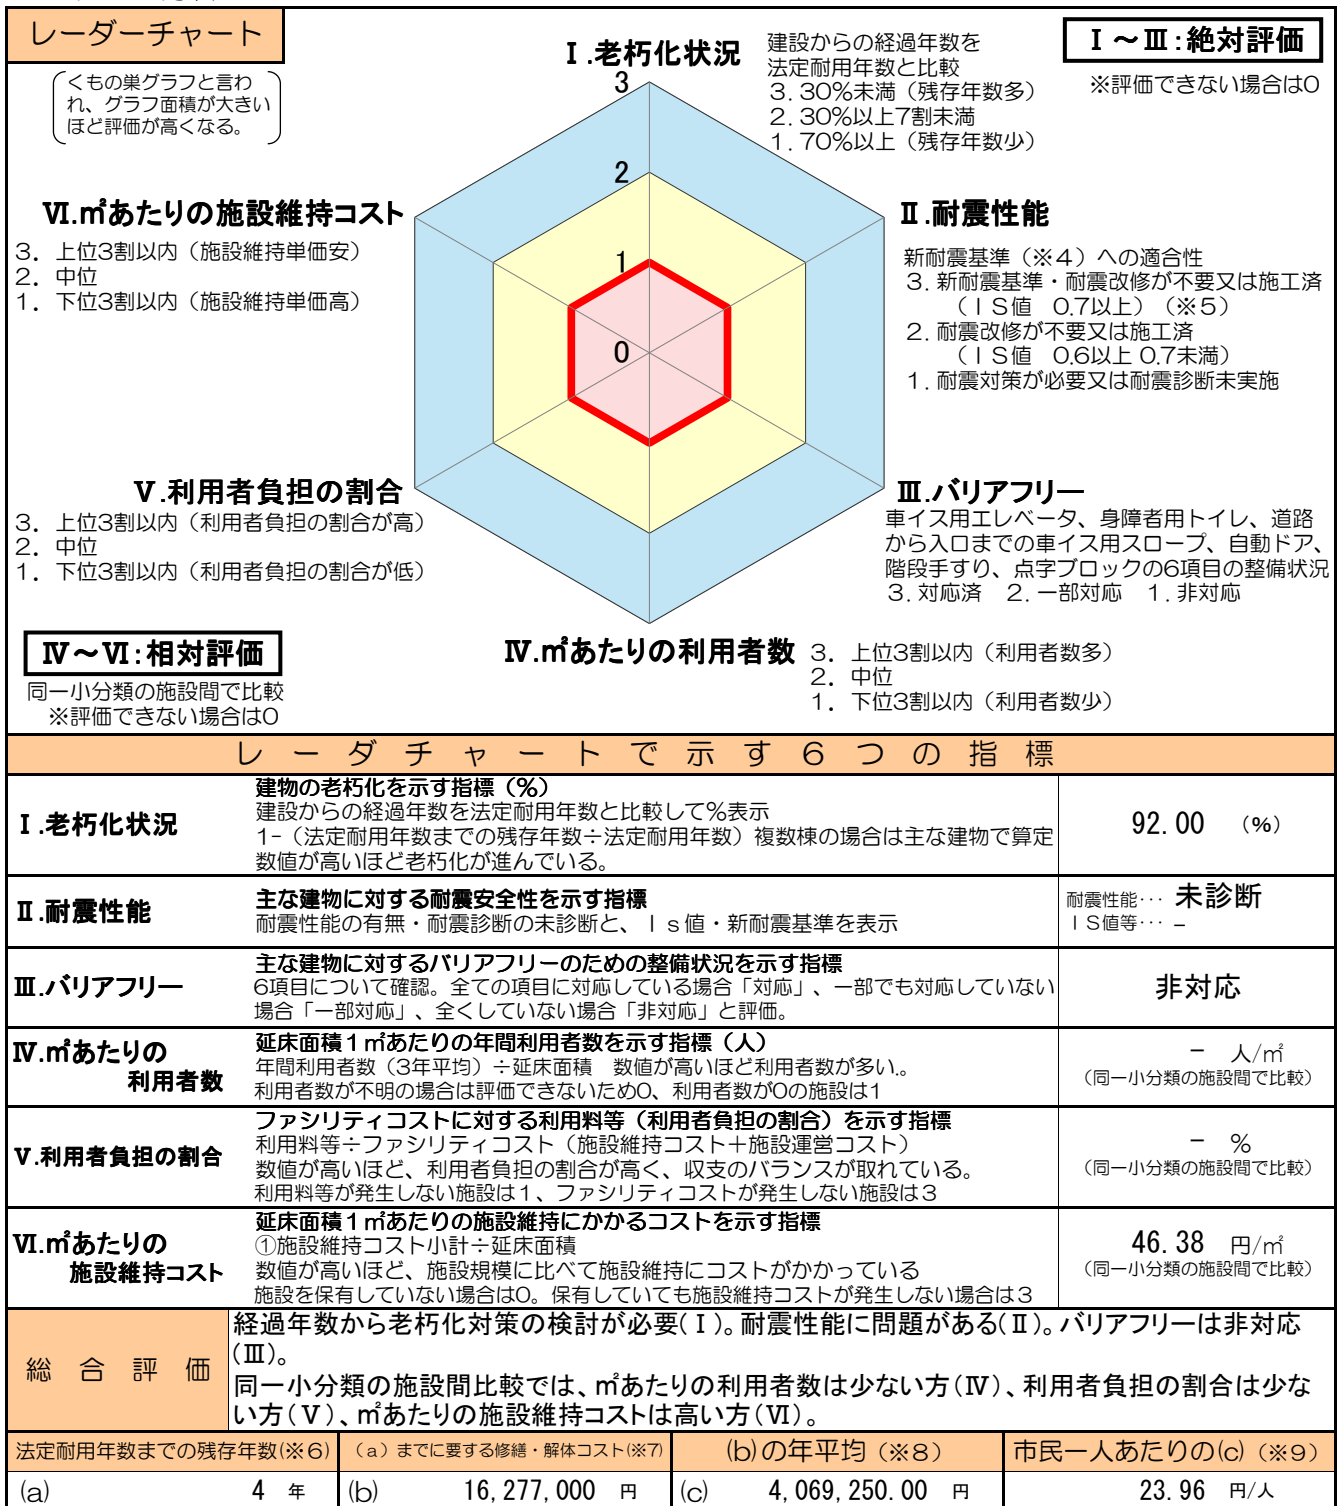 レーダーチャート
くもの巣グラフと言わ
れ、グラフ面積が大きい
ほど評価が高くなる。
Ⅰ.老朽化状況
建設からの経過年数を
法定耐用年数と比較
3．30％未満（残存年数多）
2．30％以上7割未満
1．70％以上（残存年数少）
Ⅰ～Ⅲ：絶対評価
※評価できない場合は0
3
2
1
0
Ⅵ.㎡あたりの施設維持コスト
3．上位3割以内（施設維持単価安）
2．中位
1．下位3割以内（施設維持単価高）
Ⅱ.耐震性能
新耐震基準（※4）への適合性
3．新耐震基準・耐震改修が不要又は施工済
（ＩＳ値　0.7以上）（※5）
2．耐震改修が不要又は施工済
（ＩＳ値　0.6以上 0.7未満）
1．耐震対策が必要又は耐震診断未実施
Ⅴ.利用者負担の割合
3．上位3割以内（利用者負担の割合が高）
2．中位
1．下位3割以内（利用者負担の割合が低）
Ⅲ.バリアフリー
車イス用エレベータ、身障者用トイレ、道路
から入口までの車イス用スロープ、自動ドア、
階段手すり、点字ブロックの6項目の整備状況
3．対応済　2．一部対応　1．非対応
Ⅳ～Ⅵ：相対評価
同一小分類の施設間で比較
※評価できない場合は0
Ⅳ.㎡あたりの利用者数
3．上位3割以内（利用者数多）
2．中位
1．下位3割以内（利用者数少）
レーダチャートで示す6つの指標
Ⅰ.老朽化状況
建物の老朽化を示す指標（％）
建設からの経過年数を法定耐用年数と比較して％表示
1-（法定耐用年数までの残存年数÷法定耐用年数）複数棟の場合は主な建物で算定
数値が高いほど老朽化が進んでいる。
92.00　（％）
Ⅱ.耐震性能
主な建物に対する耐震安全性を示す指標
耐震性能の有無・耐震診断の未診断と、Ｉｓ値・新耐震基準を表示
耐震性能… 未診断
ＩＳ値等… －
Ⅲ.バリアフリー
主な建物に対するバリアフリーのための整備状況を示す指標
6項目について確認。全ての項目に対応している場合「対応」、一部でも対応していない
場合「一部対応」、全くしていない場合「非対応」と評価。
非対応
Ⅳ.㎡あたりの
利用者数
延床面積１㎡あたりの年間利用者数を示す指標（人）
年間利用者数（3年平均）÷延床面積　数値が高いほど利用者数が多い。
利用者数が不明の場合は評価できないため0、利用者数が0の施設は1
－　人/㎡
（同一小分類の施設間で比較）
Ⅴ.利用者負担の割合
ファシリティコストに対する利用料等（利用者負担の割合）を示す指標
利用料等÷ファシリティコスト（施設維持コスト＋施設運営コスト）
数値が高いほど、利用者負担の割合が高く、収支のバランスが取れている。
利用料等が発生しない施設は１、ファシリティコストが発生しない施設は３
－　％
（同一小分類の施設間で比較）
Ⅵ.㎡あたりの
施設維持コスト
延床面積１㎡あたりの施設維持にかかるコストを示す指標
①施設維持コスト小計÷延床面積
数値が高いほど、施設規模に比べて施設維持にコストがかかっている
施設を保有していない場合は0。保有していても施設維持コストが発生しない場合は３
46.38　円/㎡
（同一小分類の施設間で比較）
総合評価
経過年数から老朽化対策の検討が必要（Ⅰ）。耐震性能に問題がある（Ⅱ）。バリアフリーは非対応
（Ⅲ）。
同一小分類の施設間比較では、㎡あたりの利用者数は少ない方（Ⅳ）、利用者負担の割合は少な
い方（Ⅴ）、㎡あたりの施設維持コストは高い方（Ⅵ）。
法定耐用年数までの残存年数(※6)　（a）までに要する修繕・解体コスト(※7)　(b)の年平均（※8）　市民一人あたりの(c)（※9）
(a)　4　年　(b)　16,277,000　円　(c)　4,069,250.00　円　23.96　円/人